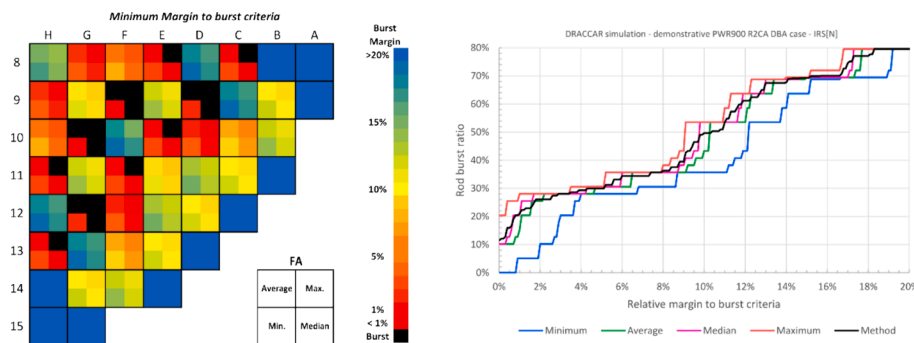 Minimum Margin to burst criteria
H G F E D C B A
8
9
10
11
12
13
14
15
FA
Average Max.
Min. Median
Burst
Margin
>20%
15%
10%
5%
1%
< 1%
Burst
DRACCAR simulation - demonstrative PWR900 R2CA DBA case - IRS[N]
Rod burst ratio
80%
70%
60%
50%
40%
30%
20%
10%
0%
0% 2% 4% 6% 8% 10% 12% 14% 16% 18% 20%
Relative margin to burst criteria
Minimum Average Median Maximum Method